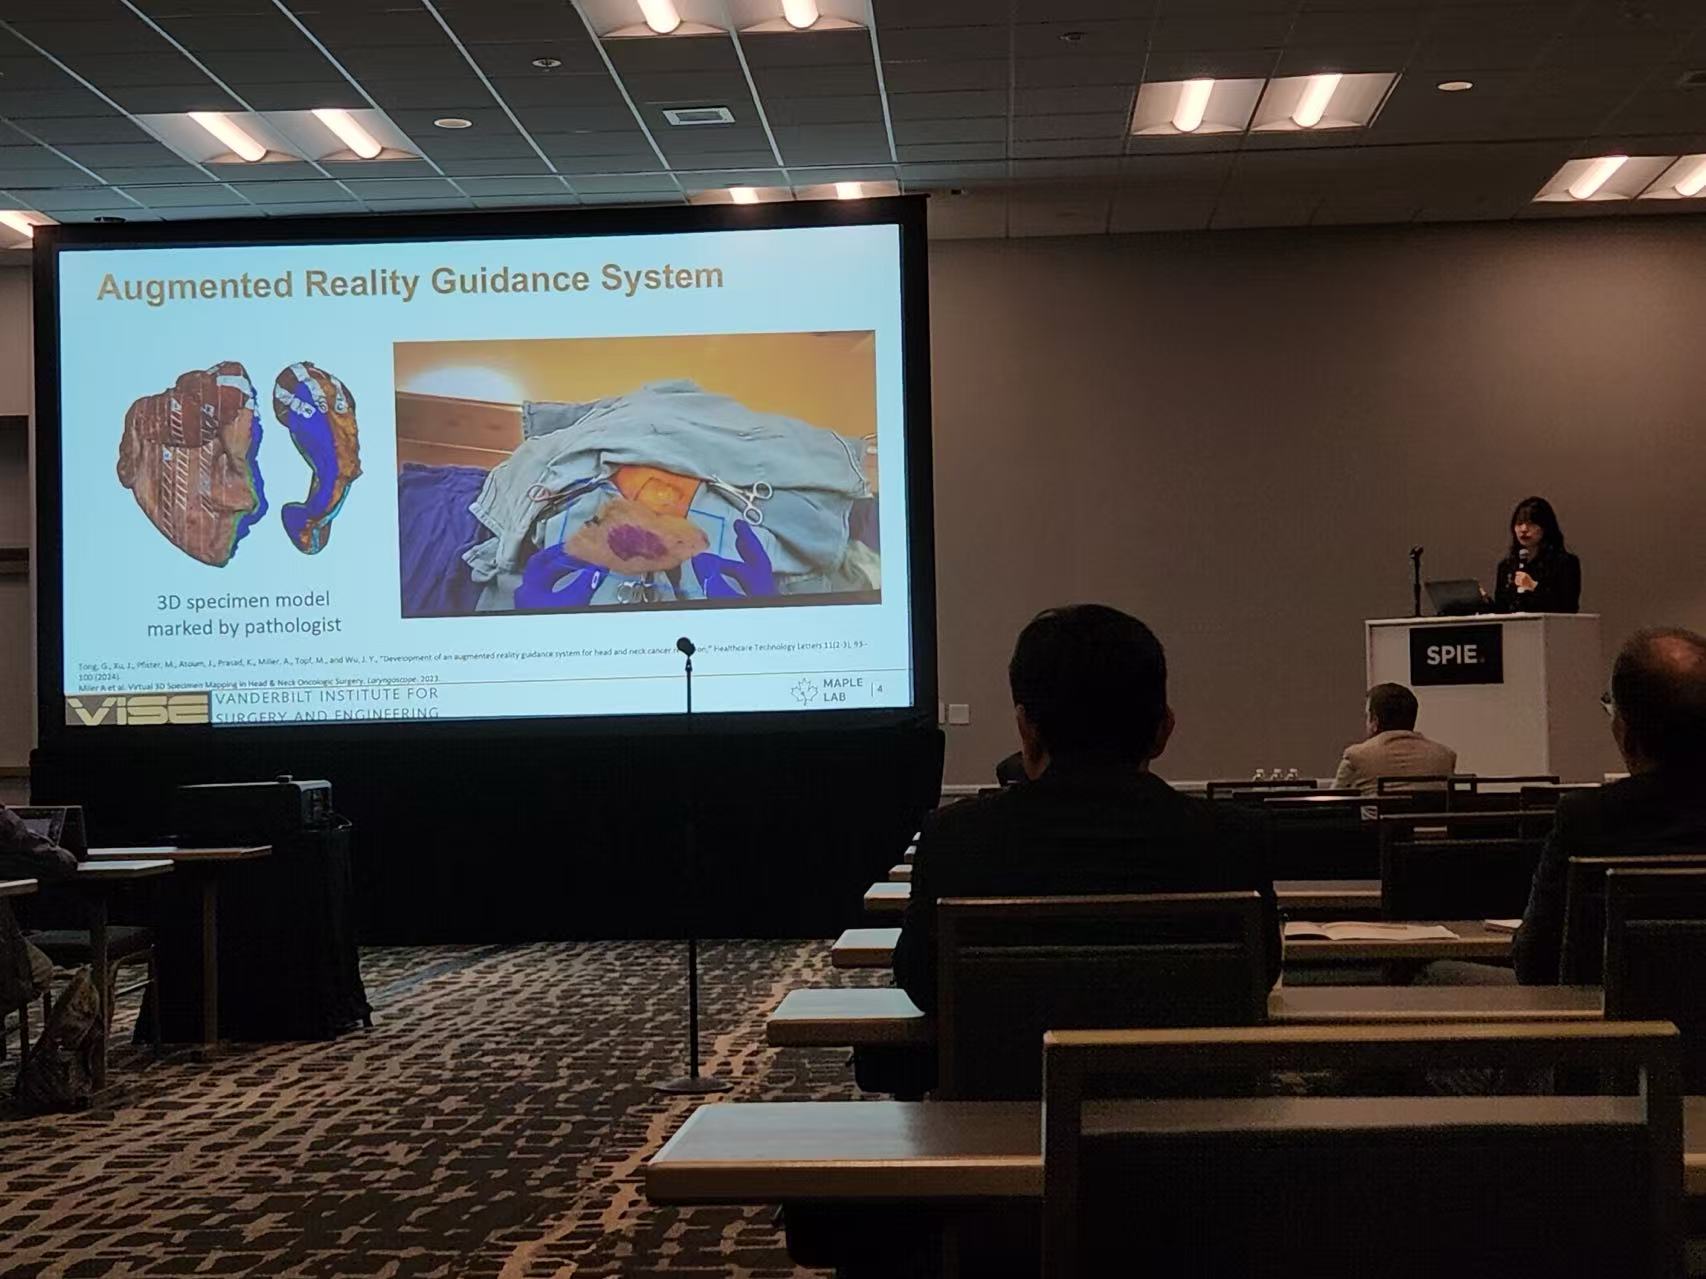 Augmented Reality Guidance System
3D specimen model
marked by pathologist
Tong, G., Xu, J., Pfister, M., Atoum, J., Prasad, K., Miller, A., Topf, M., and Wu, J. Y., "Development of an augmented reality guidance system for head and neck cancer," Healthcare Technology Letters 11(2-3), 93–
100 (2024).
Miller A et al. Virtual 3D Specimen Mapping in Head & Neck Oncologic Surgery. Laryngoscope. 2023.
VISE
VANDERBILT INSTITUTE FOR
SURGERY AND ENGINEERING
MAPLE
LAB
4
SPIE.